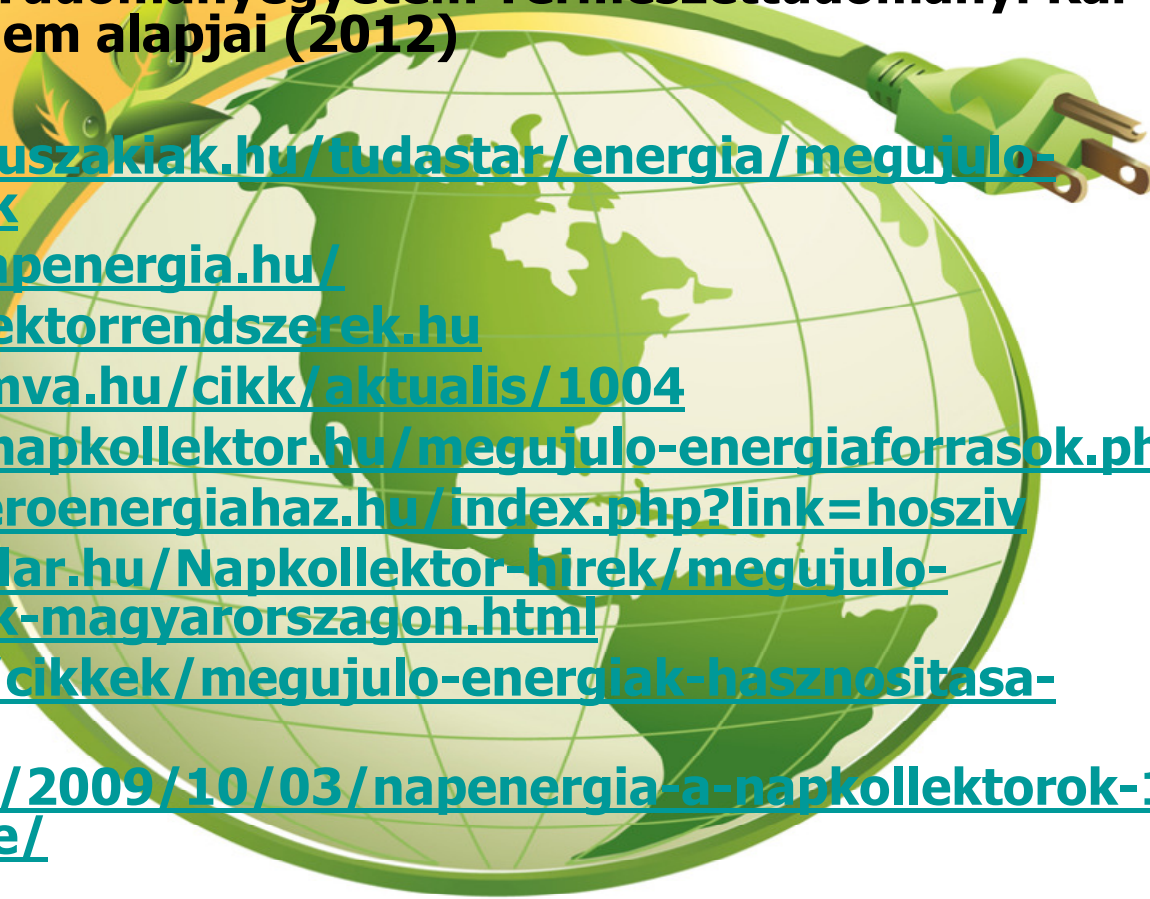 em alapjai (2012)
uszakiak.hu/tudastar/energia/megujulo-
k
apenergia.hu/
ektorrendszerek.hu
mva.hu/cikk/aktualis/1004
napkollektor.hu/megujulo-energiaforrasok.ph
eroenergiahaz.hu/index.php?link=hosziv
lar.hu/Napkollektor-hirek/megujulo-
k-magyarorszagon.html
cikkek/megujulo-energiak-hasznositasa-
/2009/10/03/napenergia-a-napkollektorok-
e/